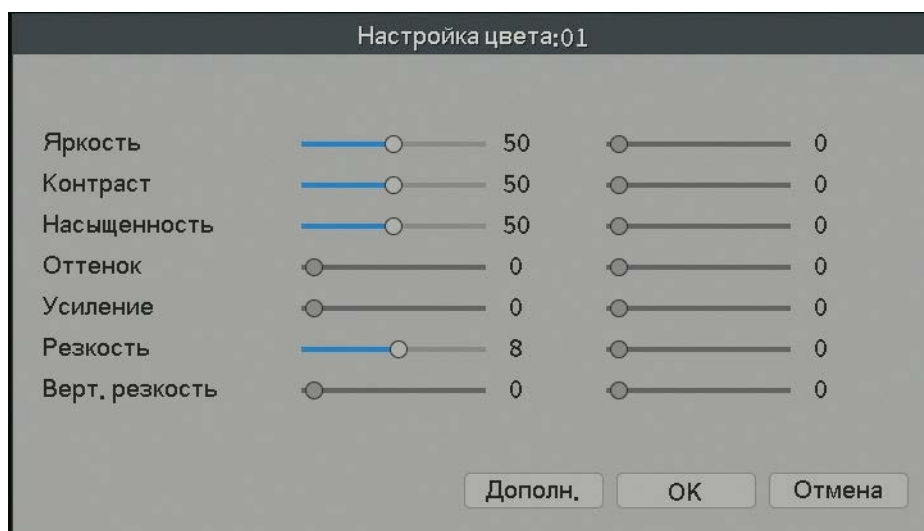 Настройка цвета:01
Яркость 50 0
Контраст 50 0
Насыщенность 50 0
Оттенок 0 0
Усиление 0 0
Резкость 8 0
Верт. резкость 0 0
Дополн. OK Отмена